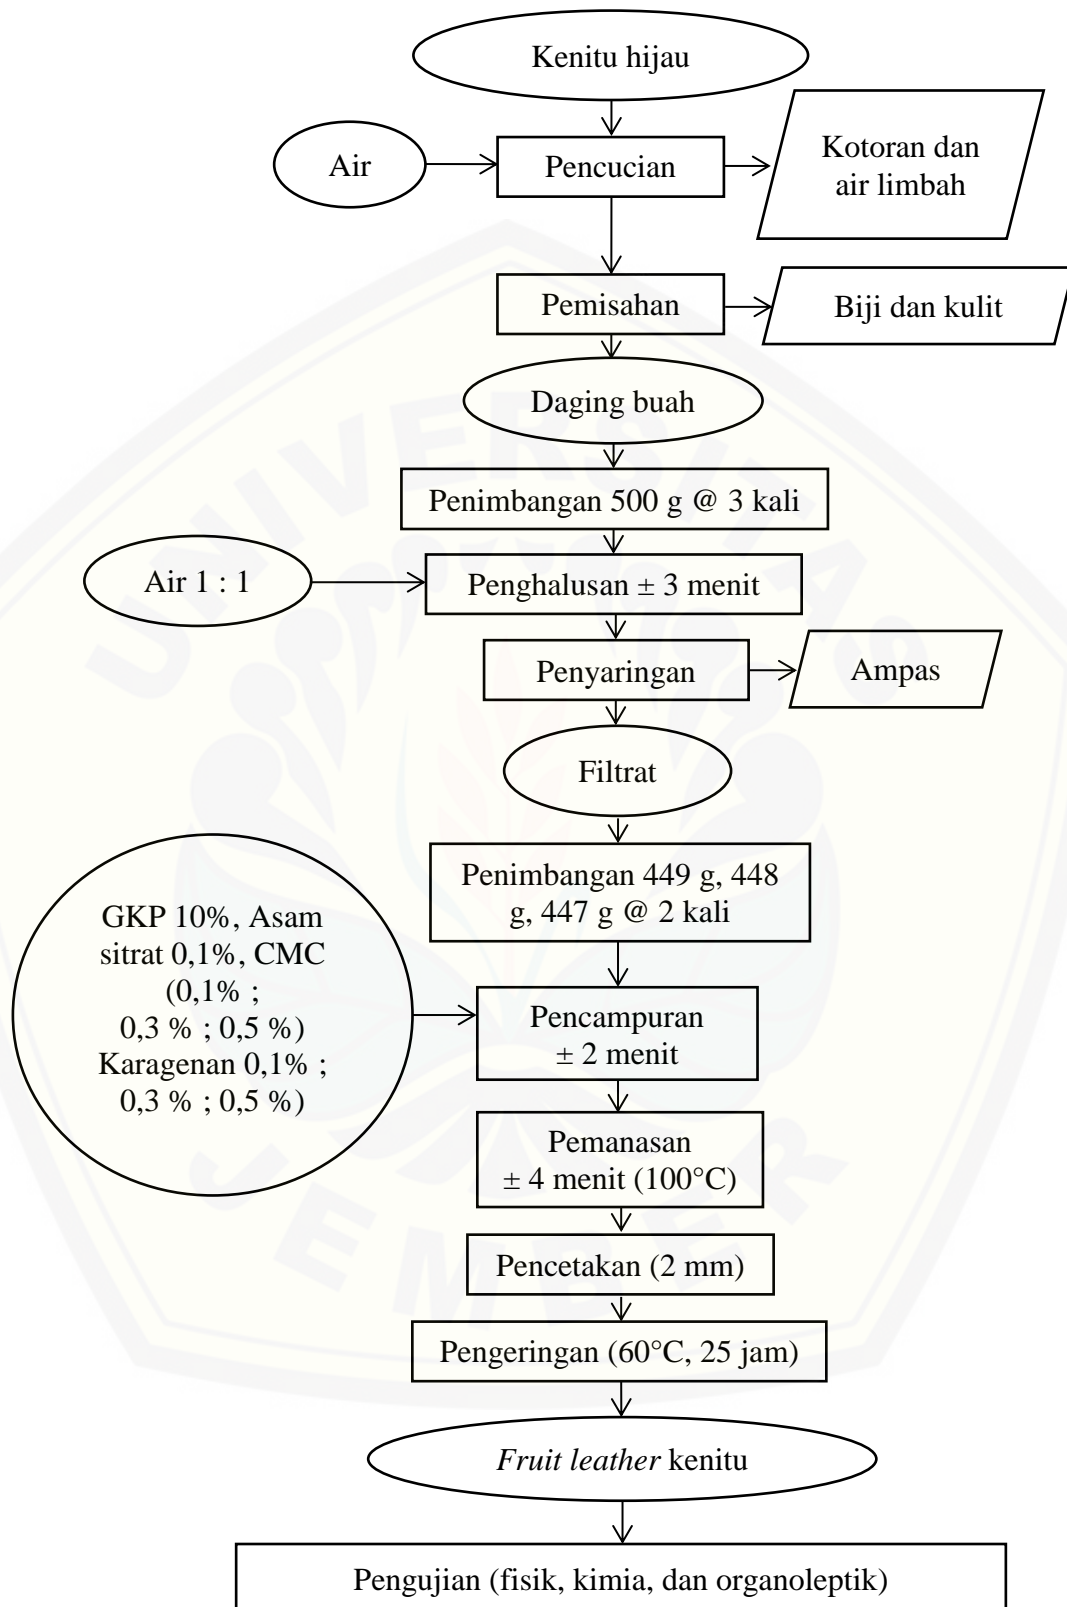 Kenitu hijau
Air
Pencucian
Kotoran dan
air limbah
Pemisahan
Biji dan kulit
Daging buah
Penimbangan 500 g @ 3 kali
Air 1 : 1
Penghalusan ± 3 menit
Penyaringan
Ampas
Filtrat
Penimbangan 449 g, 448
g, 447 g @ 2 kali
GKP 10%, Asam
sitrat 0,1%, CMC
(0,1% ;
0,3 % ; 0,5 %)
Karagenan 0,1% ;
0,3 % ; 0,5 %)
Pencampuran
± 2 menit
Pemanasan
± 4 menit (100°C)
Pencetakan (2 mm)
Pengeringan (60°C, 25 jam)
Fruit leather kenitu
Pengujian (fisik, kimia, dan organoleptik)
UNIVERSITAS
JEMBER